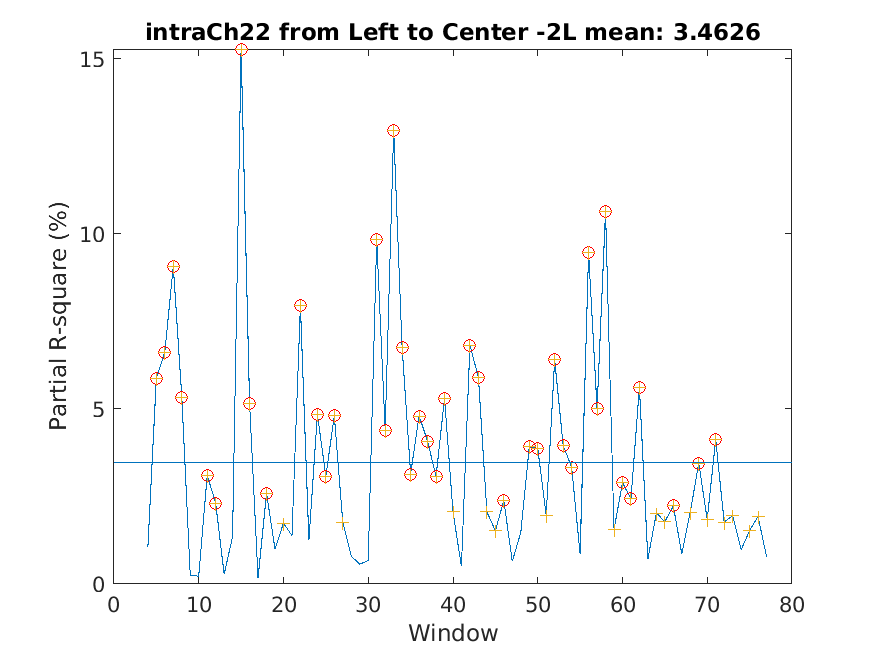 intraCh22 from Left to Center -2L mean: 3.4626
15
10
5
0
Partial R-square (%)
0 10 20 30 40 50 60 70 80
Window